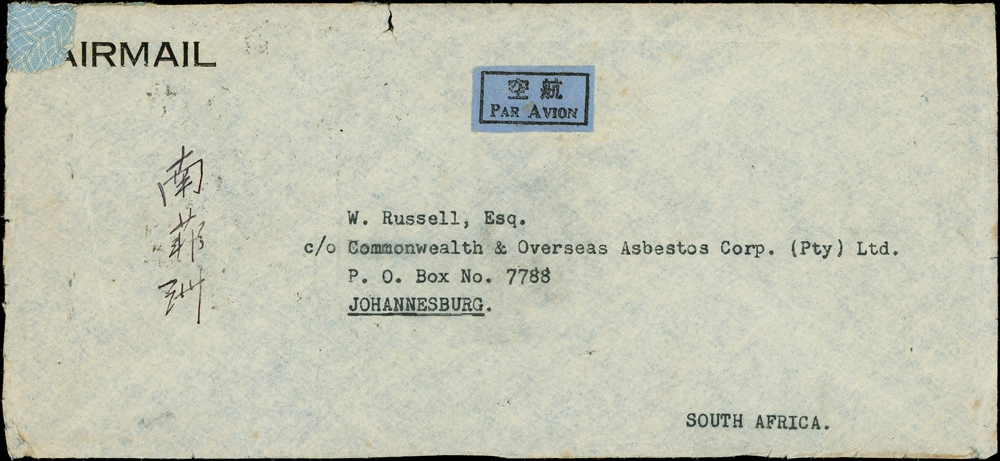 AIRMAIL
空航
PAR AVION
南
菲
洲
W. Russell, Esq.
c/o Commonwealth & Overseas Asbestos Corp. (Pty) Ltd.
P. O. Box No. 7788
JOHANNESBURG.
SOUTH AFRICA.